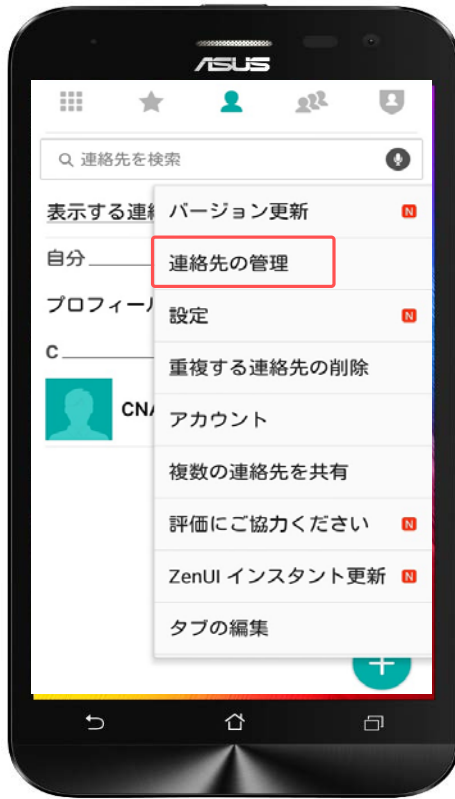 ASUS
連絡先を検索
表示する連絡
バージョン更新 N
自分
連絡先の管理
プロフィール
設定 N
C
重複する連絡先の削除
CNA
アカウント
複数の連絡先を共有
評価にご協力ください N
ZenUI インスタント更新 N
タブの編集